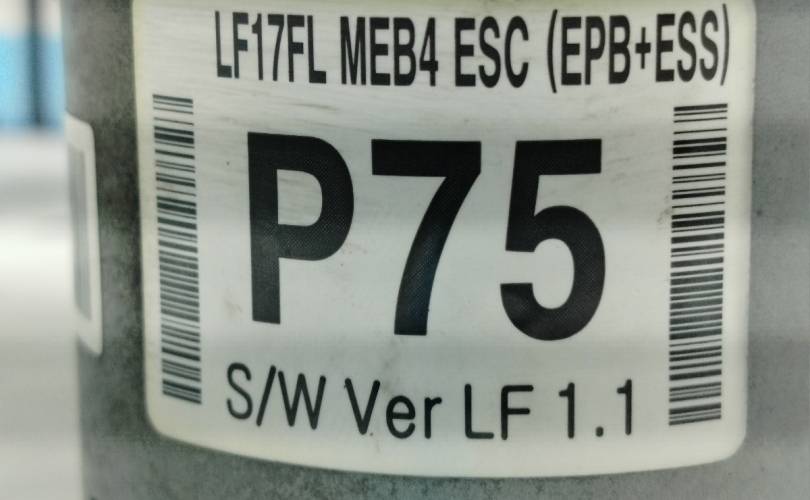 LF17FL MEB4 ESC (EPB+ESS)
P75
S/W Ver LF 1.1